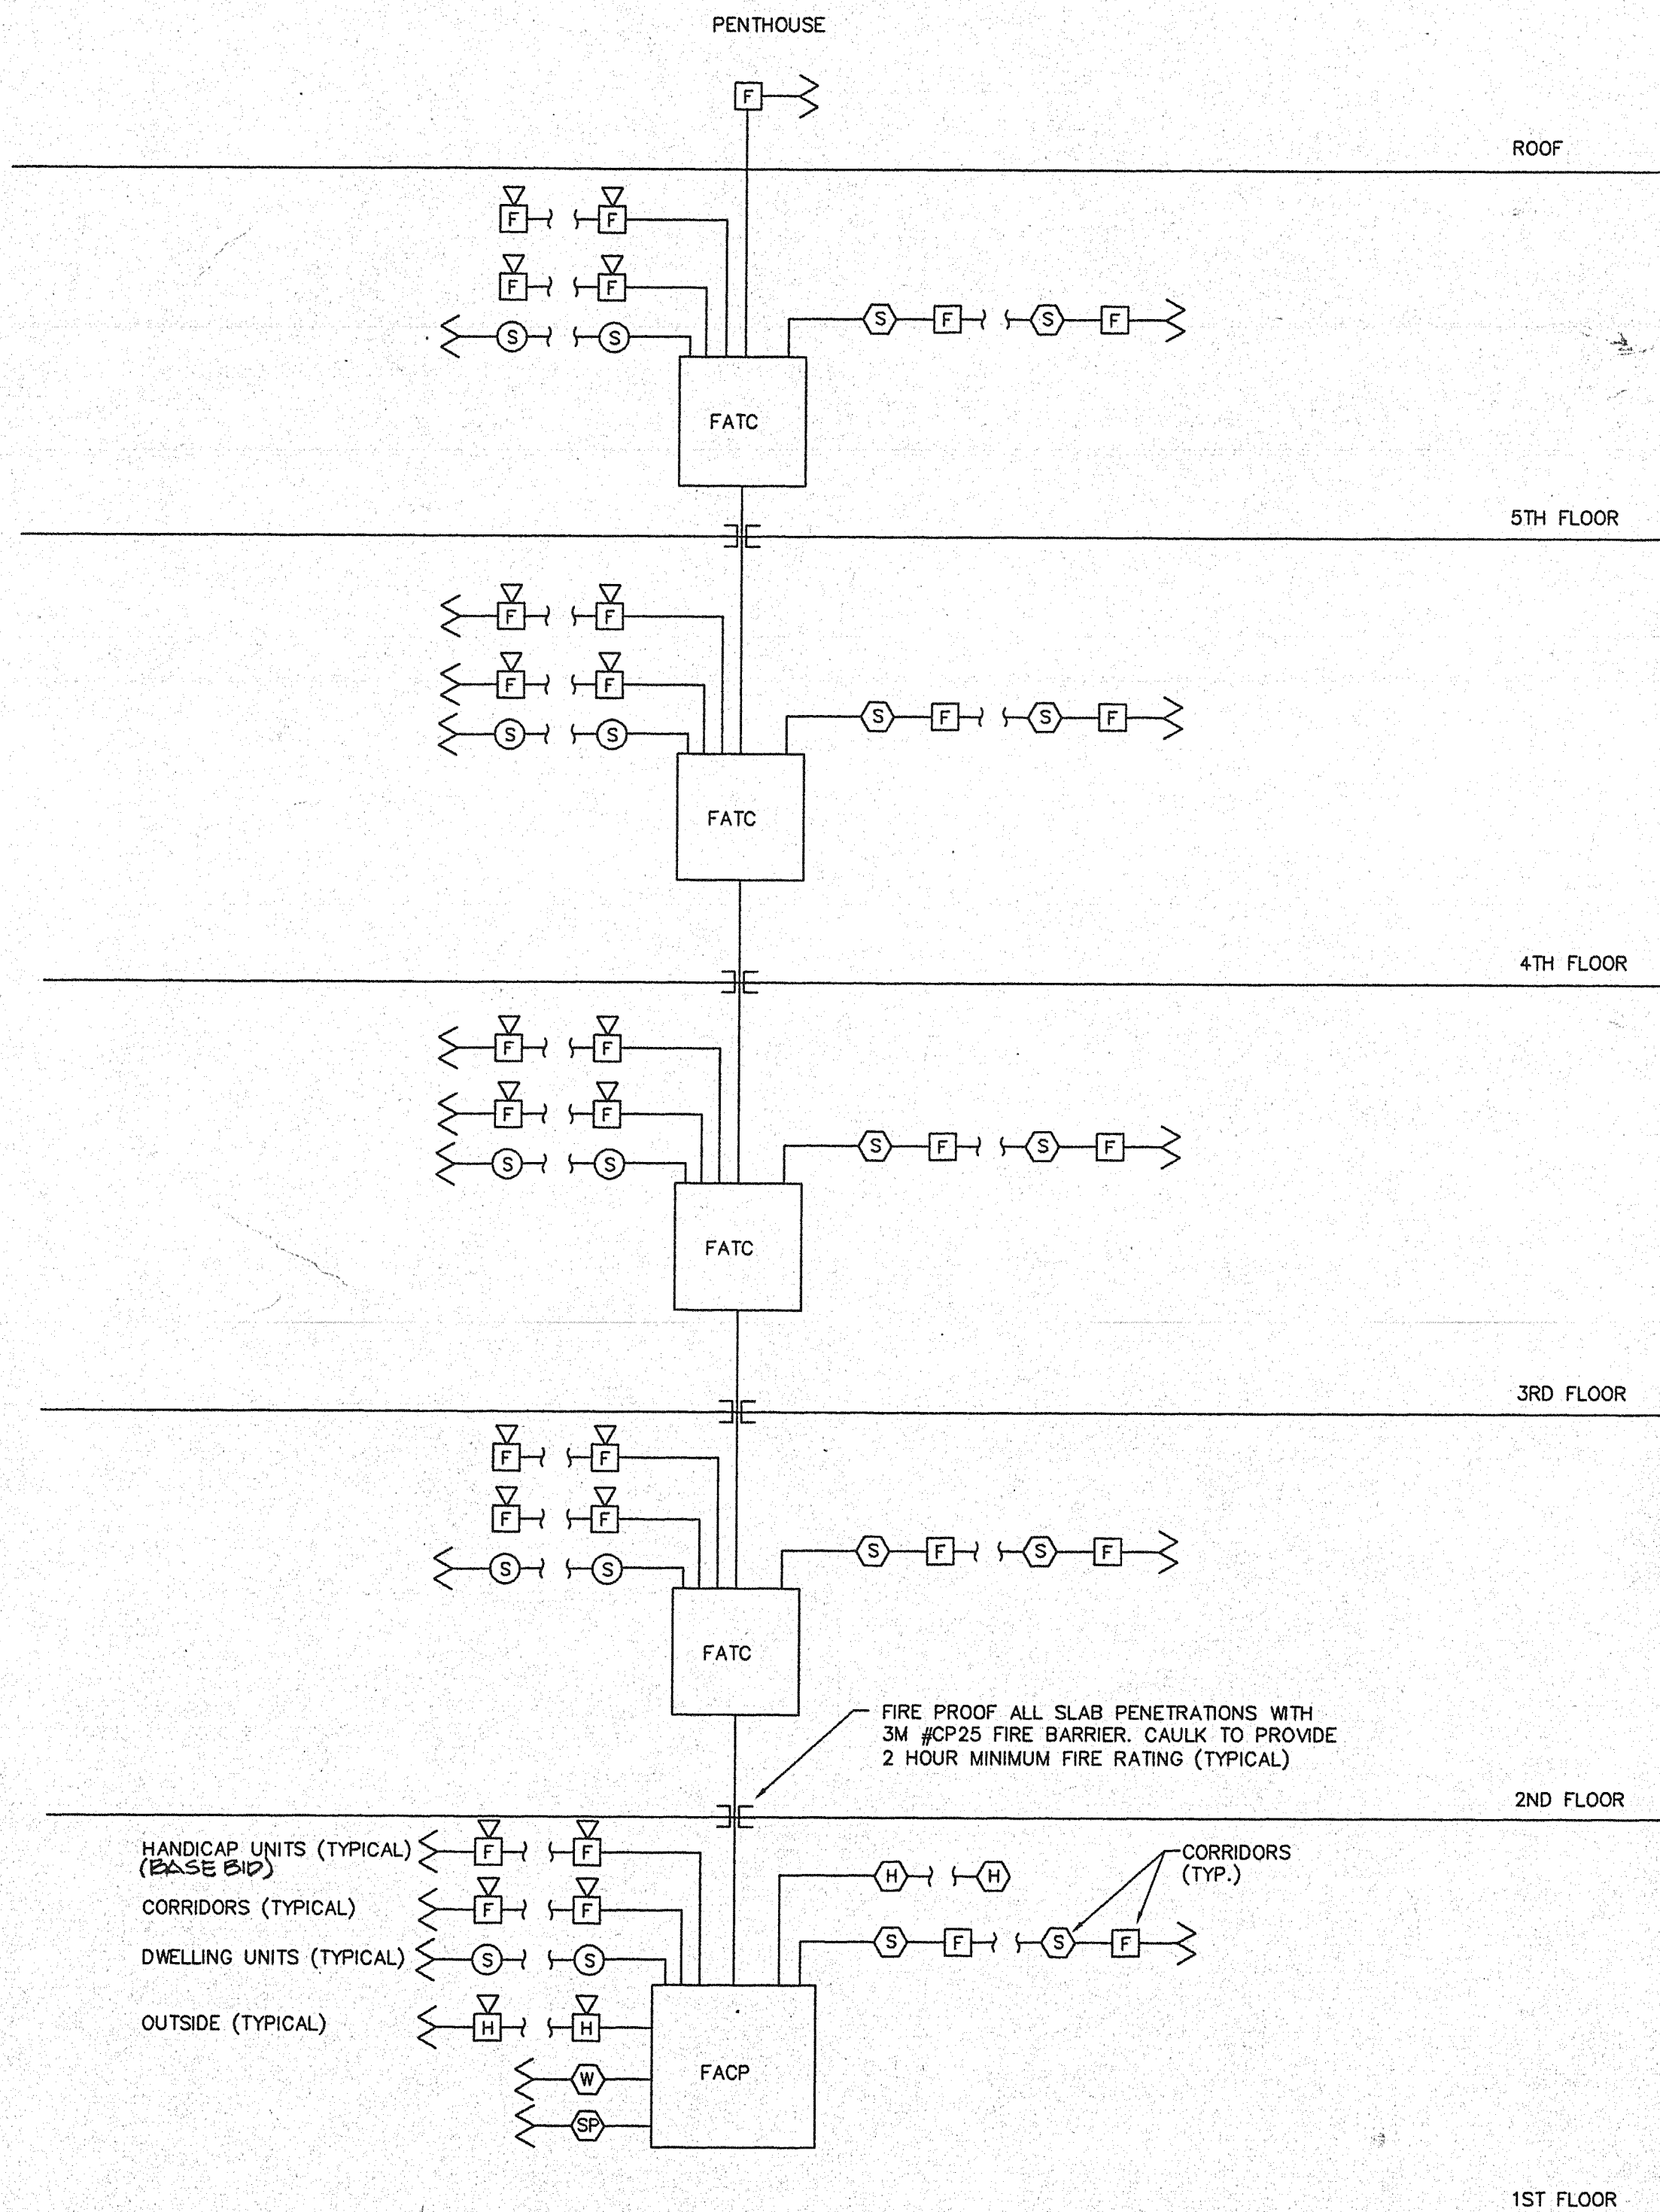 PENTHOUSE
F
ROOF
F F
F F
S S
S F S F
FATC
5TH FLOOR
F F
F F
S S
S F S F
FATC
4TH FLOOR
F F
F F
S S
S F S F
FATC
3RD FLOOR
F F
F F
S S
S F S F
FATC
FIRE PROOF ALL SLAB PENETRATIONS WITH
3M #CP25 FIRE BARRIER. CAULK TO PROVIDE
2 HOUR MINIMUM FIRE RATING (TYPICAL)
2ND FLOOR
HANDICAP UNITS (TYPICAL) F F
(BASE BID)
H H
CORRIDORS
(TYP.)
CORRIDORS (TYPICAL) F F
S F S F
DWELLING UNITS (TYPICAL) S S
OUTSIDE (TYPICAL) H H
W
FACP
SP
1ST FLOOR